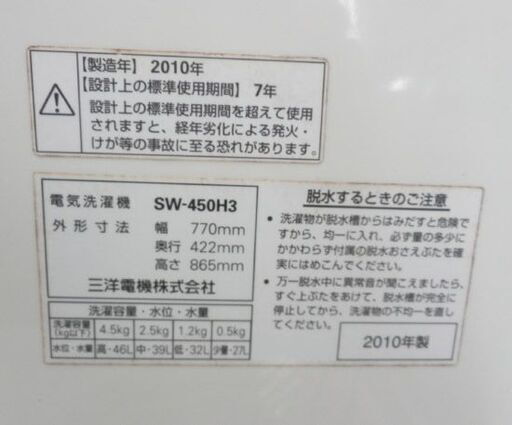 【製造年】2010年
【設計上の標準使用期間】7年
設計上の標準使用期間を超えて使用
されますと、経年劣化による発火・
けが等の事故に至る恐れがあります。
電気洗濯機 SW-450H3
外形寸法 幅 770mm
奥行 422mm
高さ 865mm
三洋電機株式会社
洗濯容量・水位・水量
洗濯容量(kg以下) 4.5kg 2.5kg 1.2kg 0.5kg
水位・水量 高・46L 中・39L 低・32L 少量・27L
脱水するときのご注意
・洗濯物が脱水槽からはみだすと危険で
すから、均一に入れ、必ず量の多少に
かかわらず付属の脱水おさえぶたを確
実にはめこんでください。
・万一脱水中に異常音が聞こえましたら、
すぐ上ぶたをあけて、脱水槽が完全に
停止してから、洗濯物の不均一を直し
てください。
2010年製